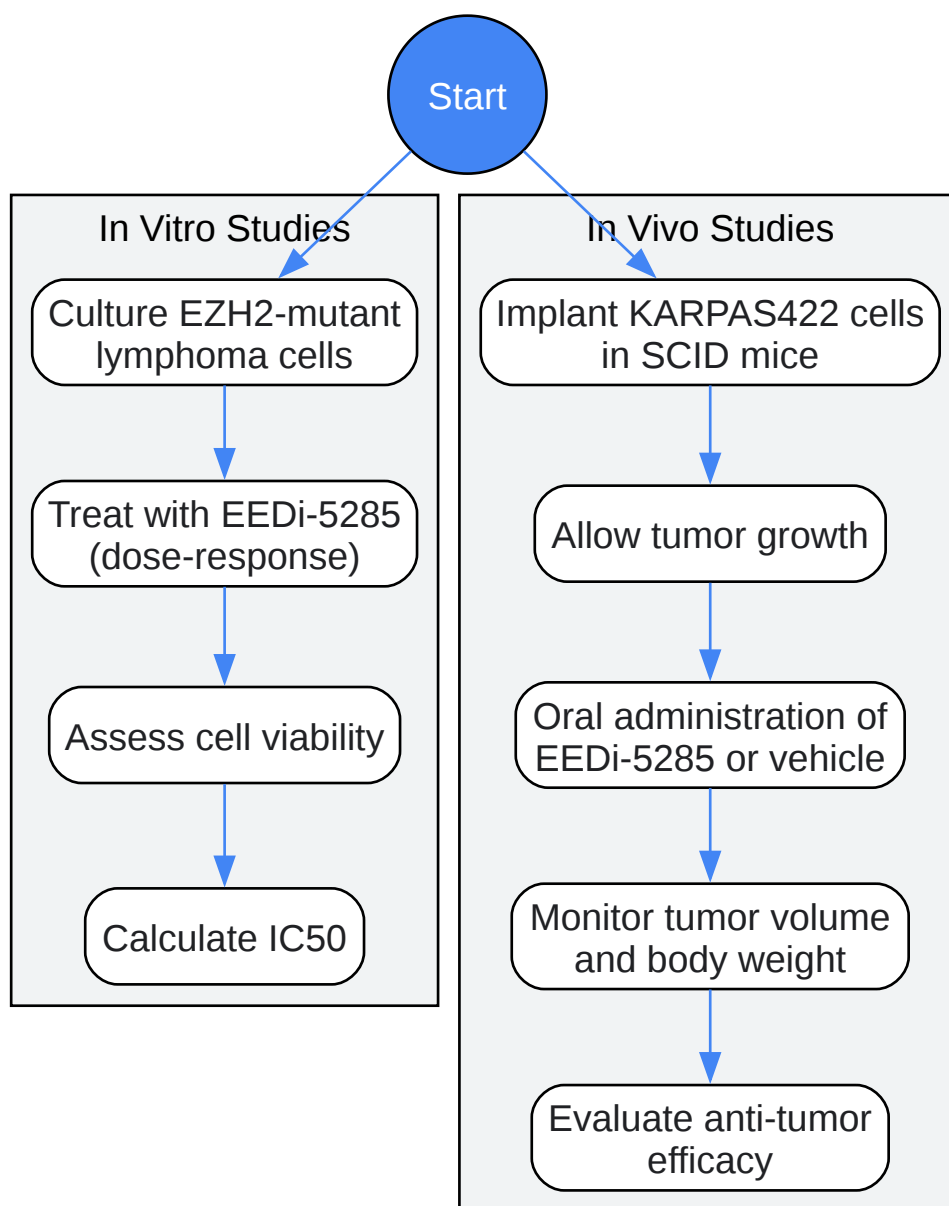 Start
In Vitro Studies
Culture EZH2-mutant
lymphoma cells
Treat with EEDi-5285
(dose-response)
Assess cell viability
Calculate IC50
In Vivo Studies
Implant KARPAS422 cells
in SCID mice
Allow tumor growth
Oral administration of
EEDi-5285 or vehicle
Monitor tumor volume
and body weight
Evaluate anti-tumor
efficacy